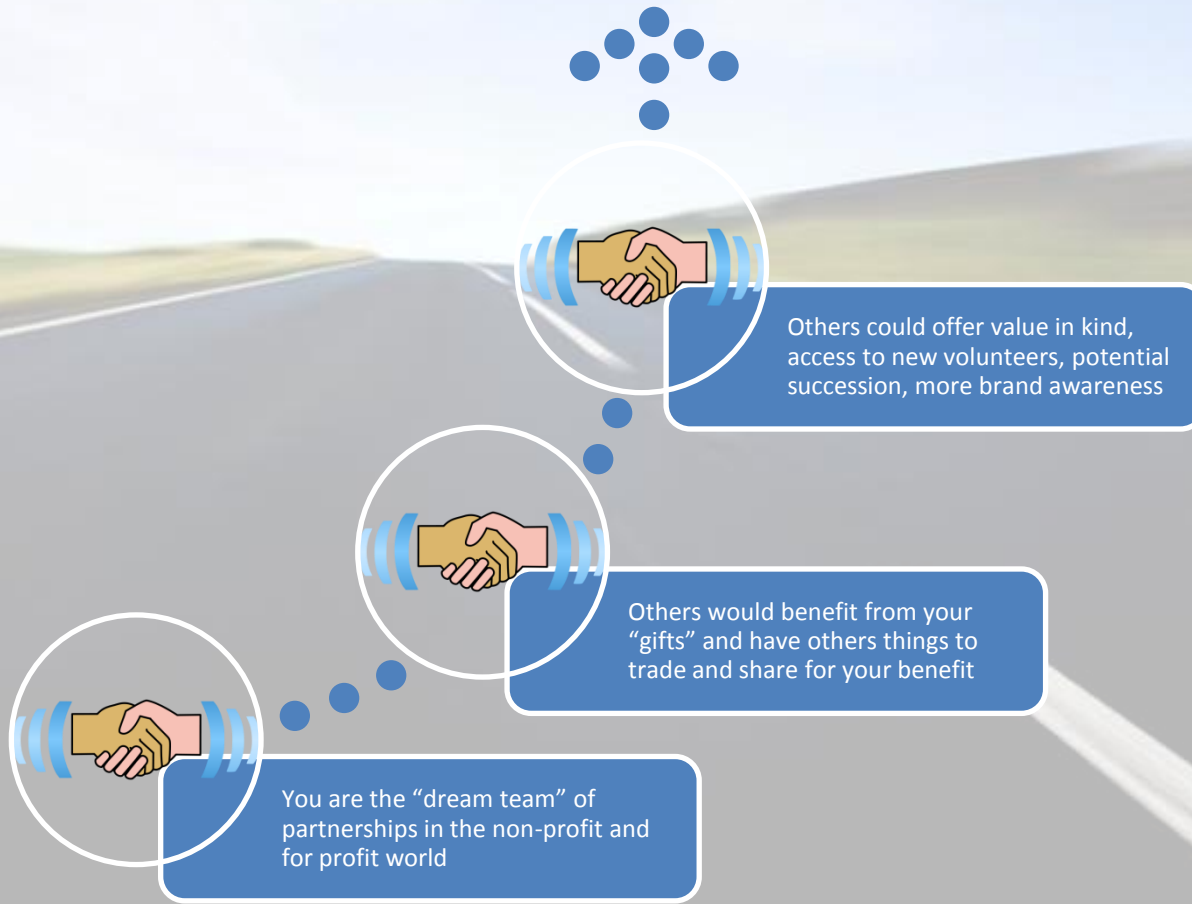 Others could offer value in kind,
access to new volunteers, potential
succession, more brand awareness
Others would benefit from your
“gifts” and have others things to
trade and share for your benefit
You are the “dream team” of
partnerships in the non-profit and
for profit world